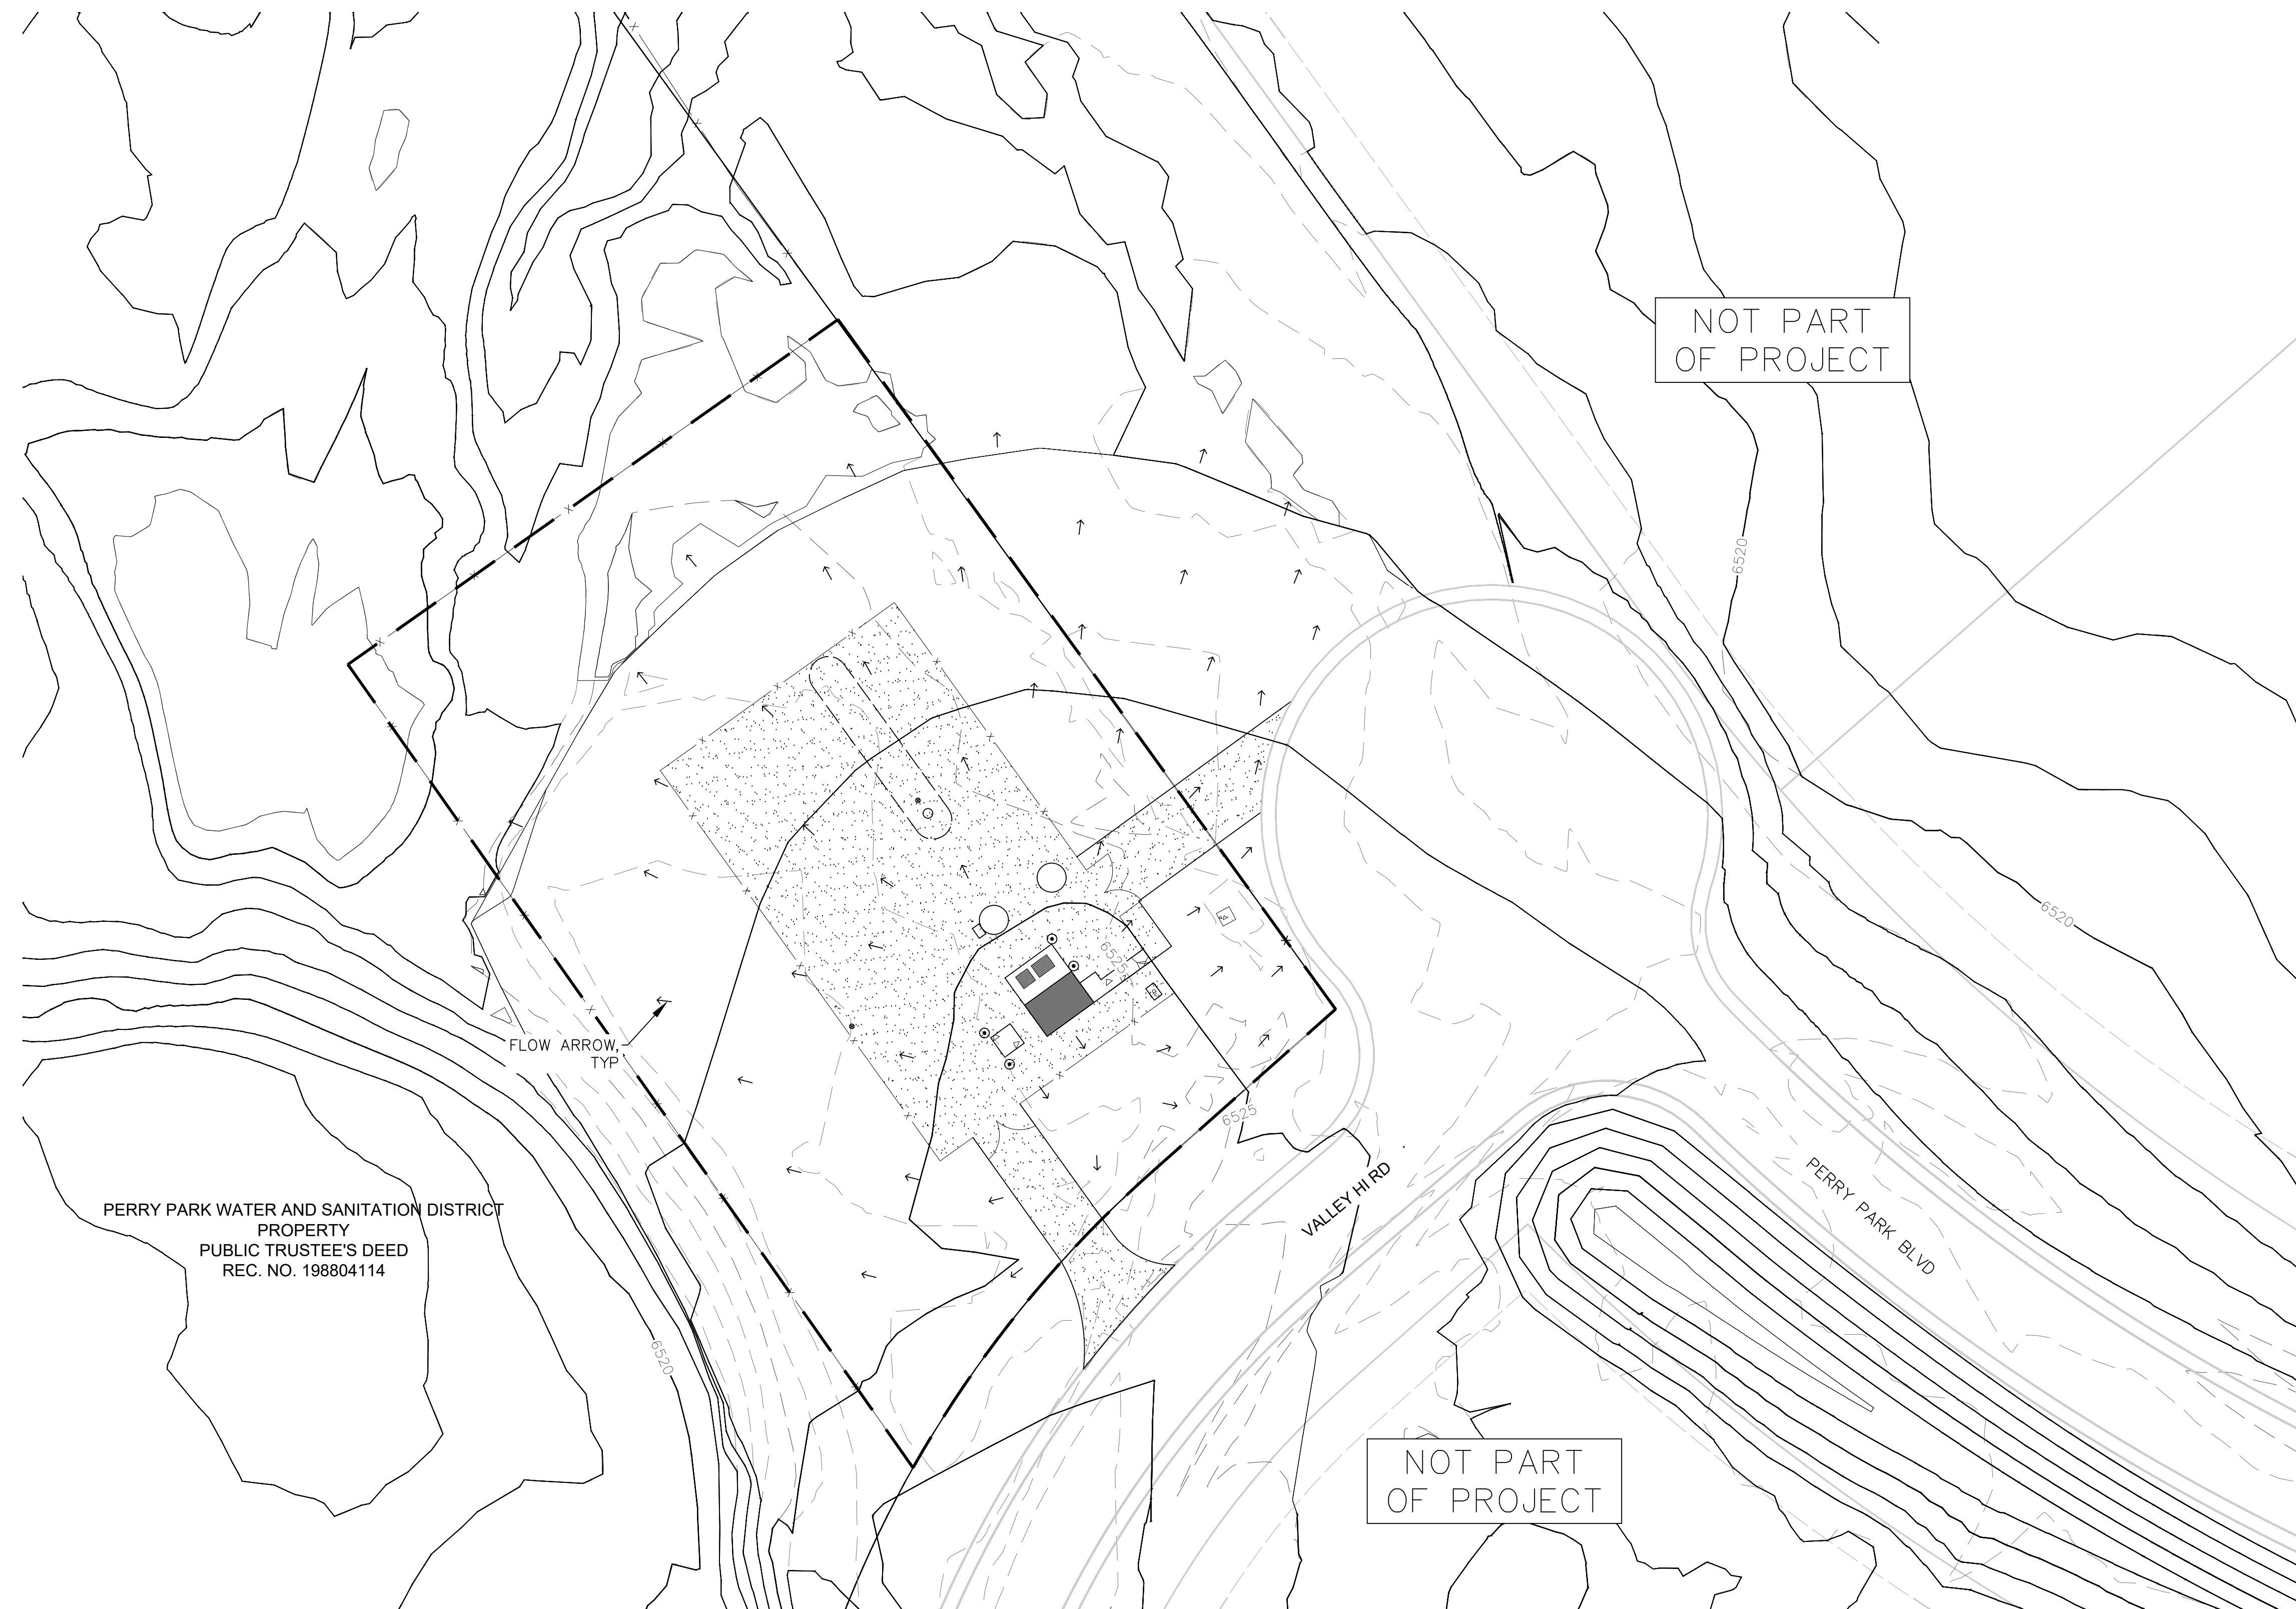 NOT PART
OF PROJECT
6520
6520
6525
FLOW ARROW,
TYP
6525
VALLEY HI RD
PERRY PARK BLVD
PERRY PARK WATER AND SANITATION DISTRICT
PROPERTY
PUBLIC TRUSTEE'S DEED
REC. NO. 198804114
6520
NOT PART
OF PROJECT